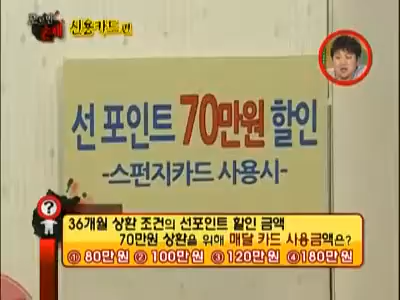 손해 신용카드 편
선 포인트 70만원 할인
-스펀지카드 사용시-
?
36개월 상환 조건의 선포인트 할인 금액
70만원 상환을 위해 매달 카드 사용금액은?
① 80만원 ② 100만원 ③ 120만원 ④ 180만원